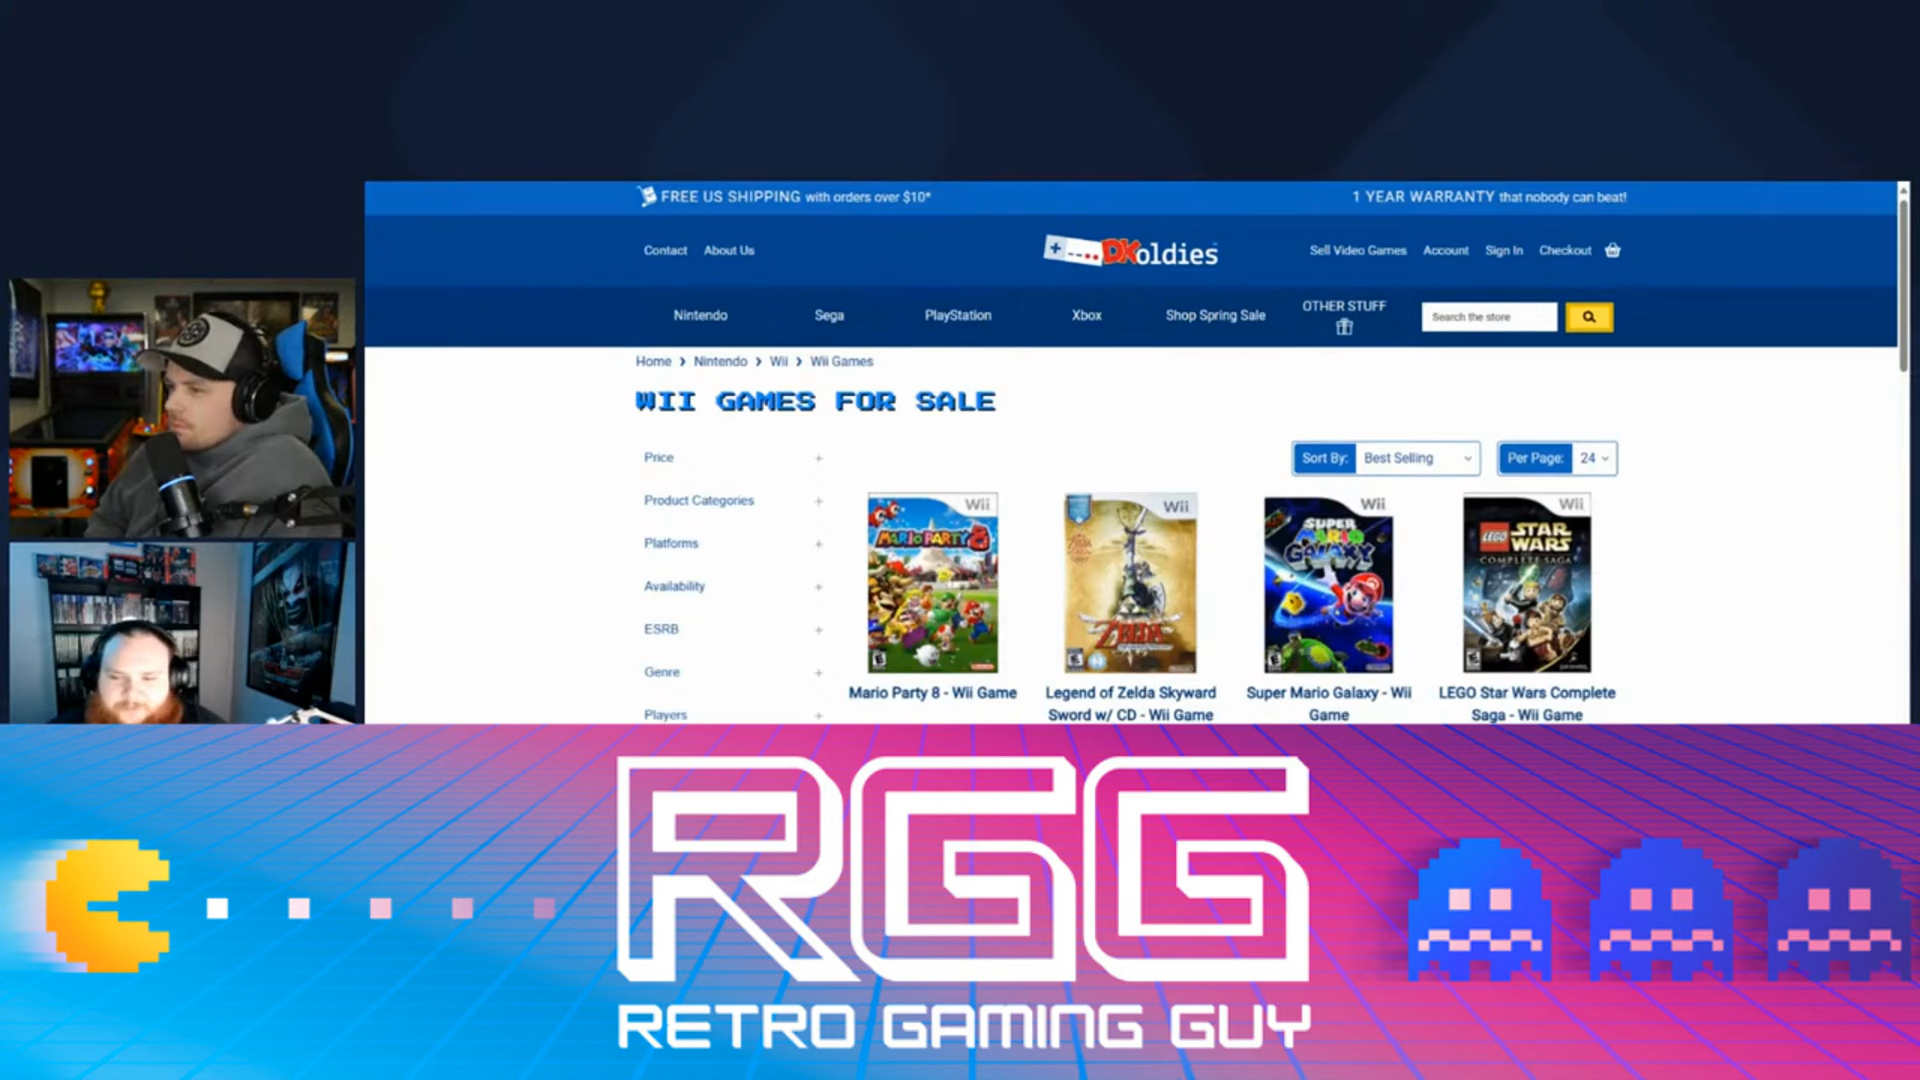 FREE US SHIPPING with orders over $10*
1 YEAR WARRANTY that nobody can beat!
Contact About Us
DKoldies
Sell Video Games Account Sign In Checkout
Nintendo Sega PlayStation Xbox Shop Spring Sale OTHER STUFF
Search the store
Home > Nintendo > Wii > Wii Games
WII GAMES FOR SALE
Sort By: Best Selling
Per Page: 24
Price +
Product Categories +
Platforms +
Availability +
ESRB +
Genre +
Players +
Wii
MARIO PARTY 8
Wii
ZELDA
Wii
SUPER MARIO GALAXY
Wii
LEGO STAR WARS
COMPLETE SAGA
Mario Party 8 - Wii Game
Legend of Zelda Skyward
Sword w/ CD - Wii Game
Super Mario Galaxy - Wii
Game
LEGO Star Wars Complete
Saga - Wii Game
RGG
RETRO GAMING GUY